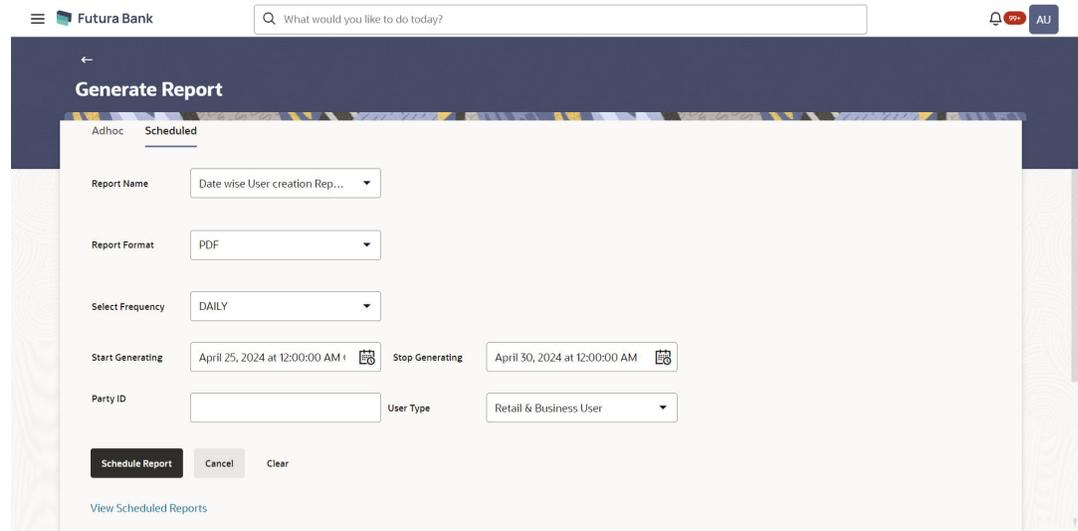 Futura Bank
What would you like to do today?
99+
AU
Generate Report
Adhoc Scheduled
Report Name Date wise User creation Rep...
Report Format PDF
Select Frequency DAILY
Start Generating April 25, 2024 at 12:00:00 AM Stop Generating April 30, 2024 at 12:00:00 AM
Party ID
User Type Retail & Business User
Schedule Report Cancel Clear
View Scheduled Reports